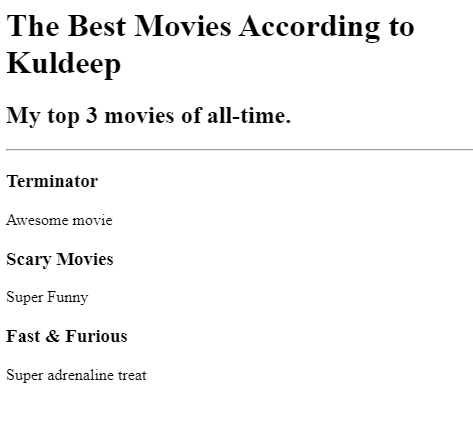 The Best Movies According to
Kuldeep
My top 3 movies of all-time.
Terminator
Awesome movie
Scary Movies
Super Funny
Fast & Furious
Super adrenaline treat